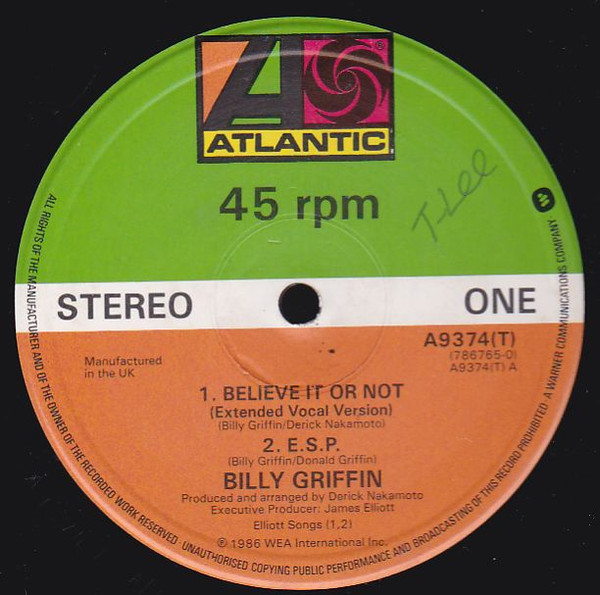 ATLANTIC ®
45 rpm
T-Lee
STEREO
ONE
A9374(T)
(786765-0)
A9374(T) A
Manufactured
in the UK
1. BELIEVE IT OR NOT
(Extended Vocal Version)
(Billy Griffin/Derick Nakamoto)
2. E.S.P.
(Billy Griffin/Donald Griffin)
BILLY GRIFFIN
Produced and arranged by Derick Nakamoto
Executive Producer: James Elliott
Elliott Songs (1,2)
℗ 1986 WEA International Inc.
ALL RIGHTS OF THE MANUFACTURER AND OF THE OWNER OF THE RECORDED WORK RESERVED. UNAUTHORISED COPYING PUBLIC PERFORMANCE AND BROADCASTING OF THIS RECORD PROHIBITED. A WARNER COMMUNICATIONS COMPANY